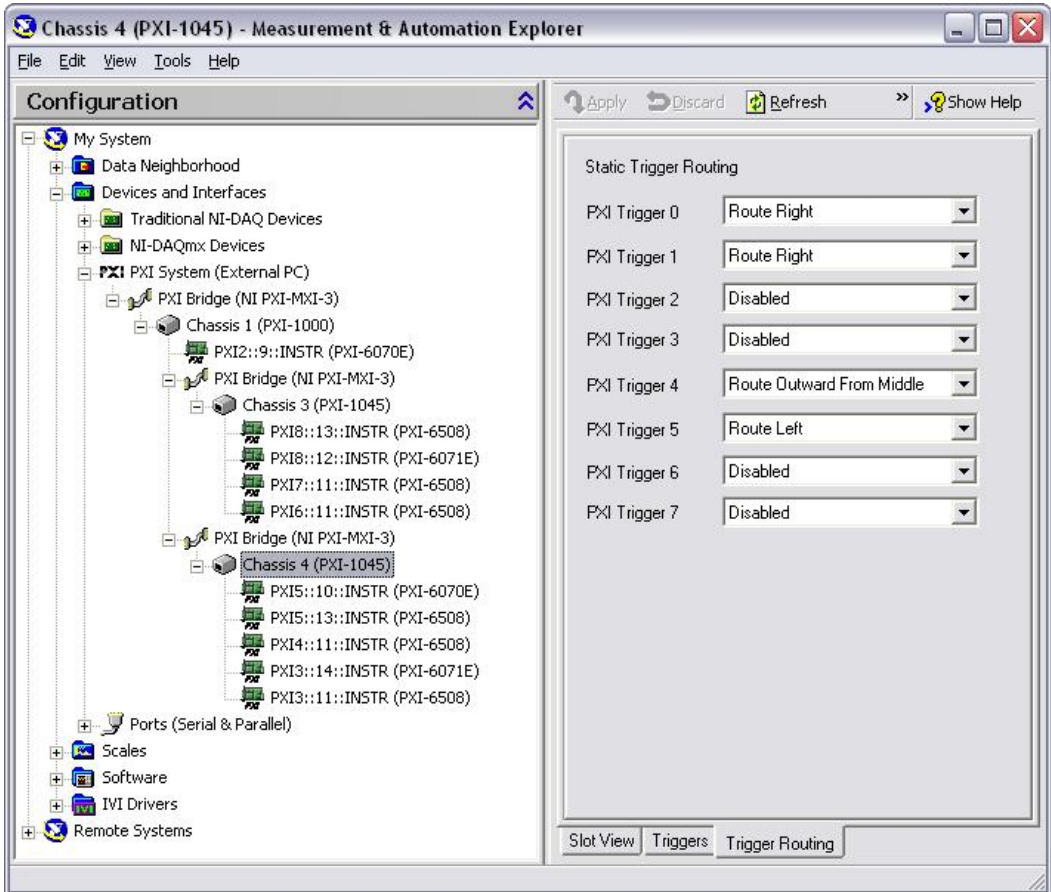 Chassis 4 (PXI-1045) - Measurement & Automation Explorer
File Edit View Tools Help
Configuration
My System
Data Neighborhood
Devices and Interfaces
Traditional NI-DAQ Devices
NI-DAQmx Devices
PXI PXI System (External PC)
PXI Bridge (NI PXI-MXI-3)
Chassis 1 (PXI-1000)
PXI2::9::INSTR (PXI-6070E)
PXI Bridge (NI PXI-MXI-3)
Chassis 3 (PXI-1045)
PXI8::13::INSTR (PXI-6508)
PXI8::12::INSTR (PXI-6071E)
PXI7::11::INSTR (PXI-6508)
PXI6::11::INSTR (PXI-6508)
PXI Bridge (NI PXI-MXI-3)
Chassis 4 (PXI-1045)
PXI5::10::INSTR (PXI-6070E)
PXI5::13::INSTR (PXI-6508)
PXI4::11::INSTR (PXI-6508)
PXI3::14::INSTR (PXI-6071E)
PXI3::11::INSTR (PXI-6508)
Ports (Serial & Parallel)
Scales
Software
IVI Drivers
Remote Systems
Apply Discard Refresh » Show Help
Static Trigger Routing
PXI Trigger 0 Route Right
PXI Trigger 1 Route Right
PXI Trigger 2 Disabled
PXI Trigger 3 Disabled
PXI Trigger 4 Route Outward From Middle
PXI Trigger 5 Route Left
PXI Trigger 6 Disabled
PXI Trigger 7 Disabled
Slot View Triggers Trigger Routing